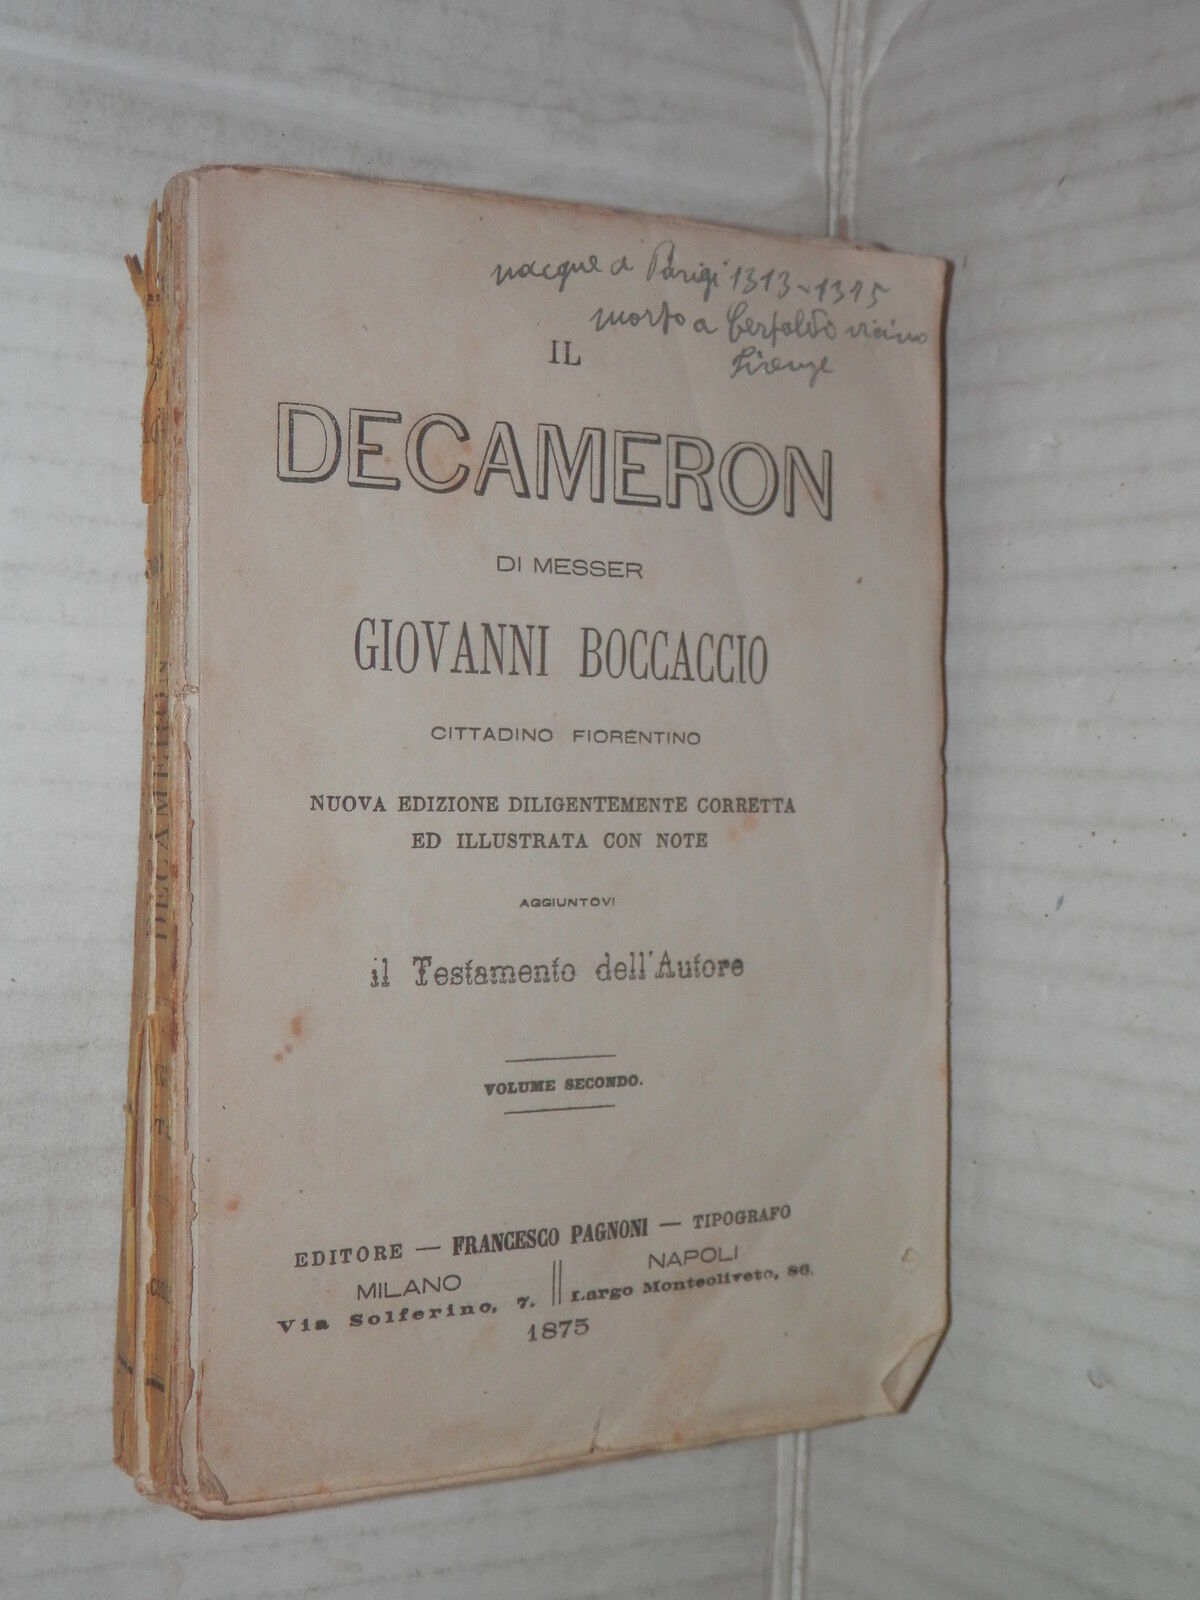 nacque a Parigi 1313-1315
morto a Certaldo vicino
Firenze
IL
DECAMERON
DI MESSER
GIOVANNI BOCCACCIO
CITTADINO FIORENTINO
NUOVA EDIZIONE DILIGENTEMENTE CORRETTA
ED ILLUSTRATA CON NOTE
AGGIUNTOVI
il Testamento dell'Autore
VOLUME SECONDO.
EDITORE — FRANCESCO PAGNONI — TIPOGRAFO
MILANO
Via Solferino, 7.
NAPOLI
Largo Monteoliveto, 86.
1875
DECAMERON